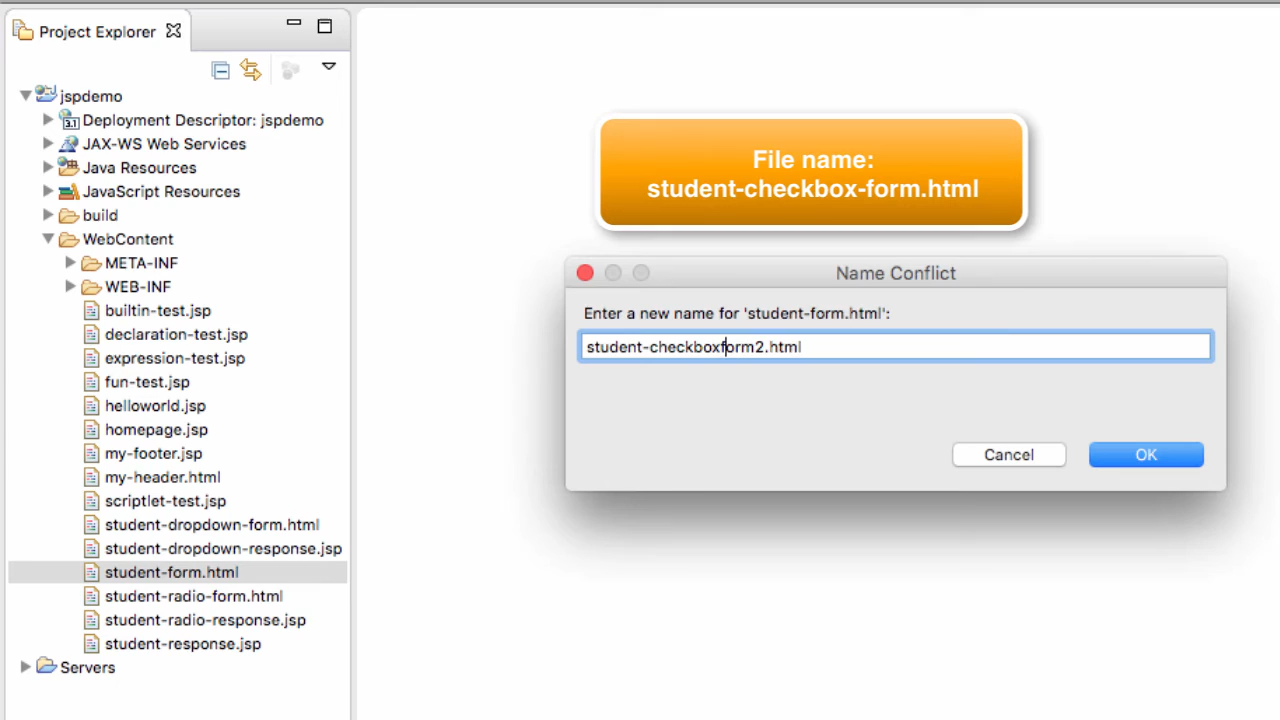 Project Explorer
jspdemo
3.1 Deployment Descriptor: jspdemo
JAX-WS Web Services
Java Resources
JavaScript Resources
build
WebContent
META-INF
WEB-INF
builtin-test.jsp
declaration-test.jsp
expression-test.jsp
fun-test.jsp
helloworld.jsp
homepage.jsp
my-footer.jsp
my-header.html
scriptlet-test.jsp
student-dropdown-form.html
student-dropdown-response.jsp
student-form.html
student-radio-form.html
student-radio-response.jsp
student-response.jsp
Servers
File name:
student-checkbox-form.html
Name Conflict
Enter a new name for 'student-form.html':
student-checkboxform2.html
Cancel
OK